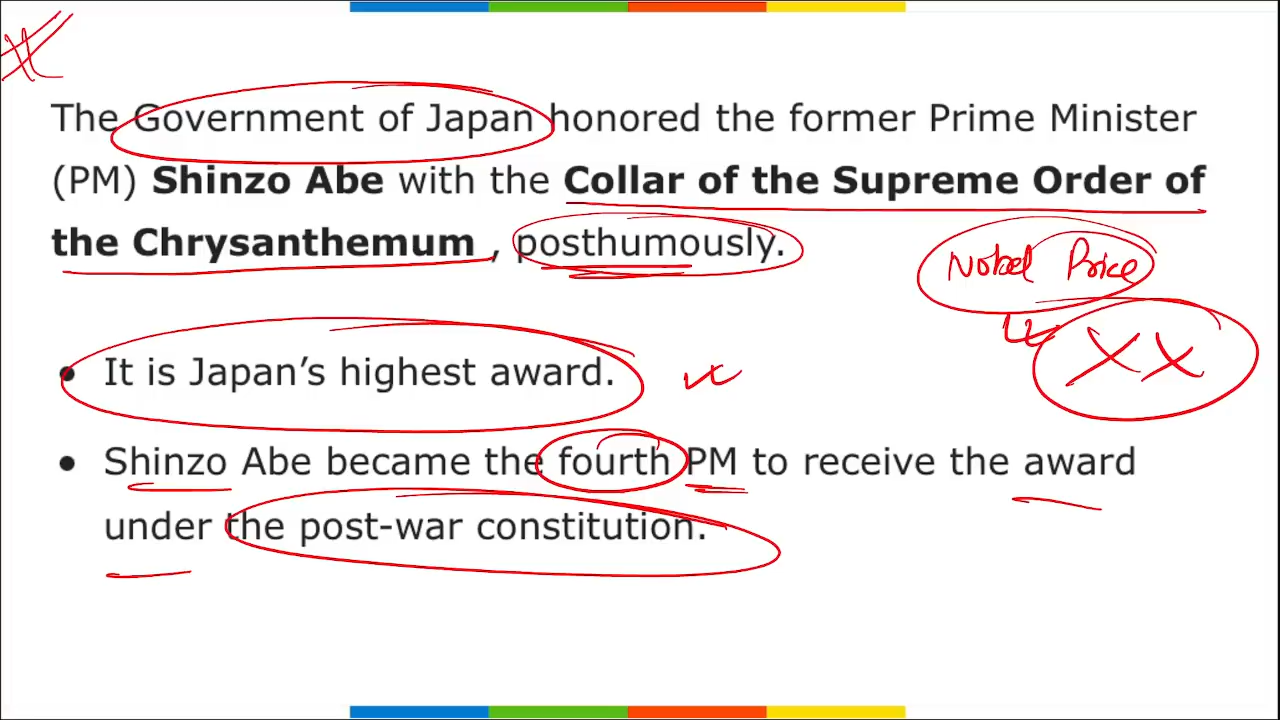 The Government of Japan honored the former Prime Minister
(PM) Shinzo Abe with the Collar of the Supreme Order of
the Chrysanthemum , posthumously.
Nobel Price
XX
• It is Japan’s highest award.
• Shinzo Abe became the fourth PM to receive the award
under the post-war constitution.